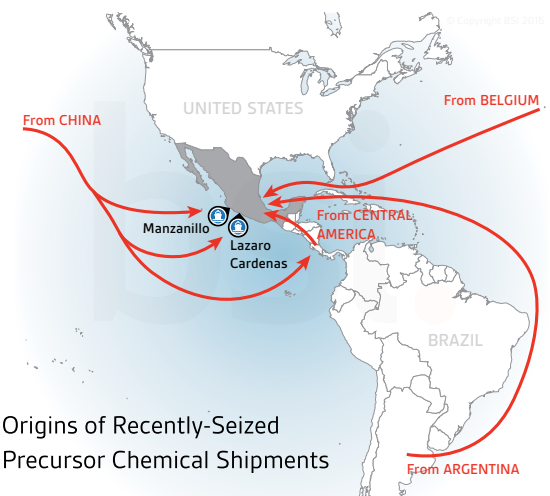 © Copyright BSI 2016
UNITED STATES
From BELGIUM
From CHINA
From CENTRAL
AMERICA
Manzanillo
Lazaro
Cardenas
bsi.
BRAZIL
Origins of Recently-Seized
Precursor Chemical Shipments
From ARGENTINA